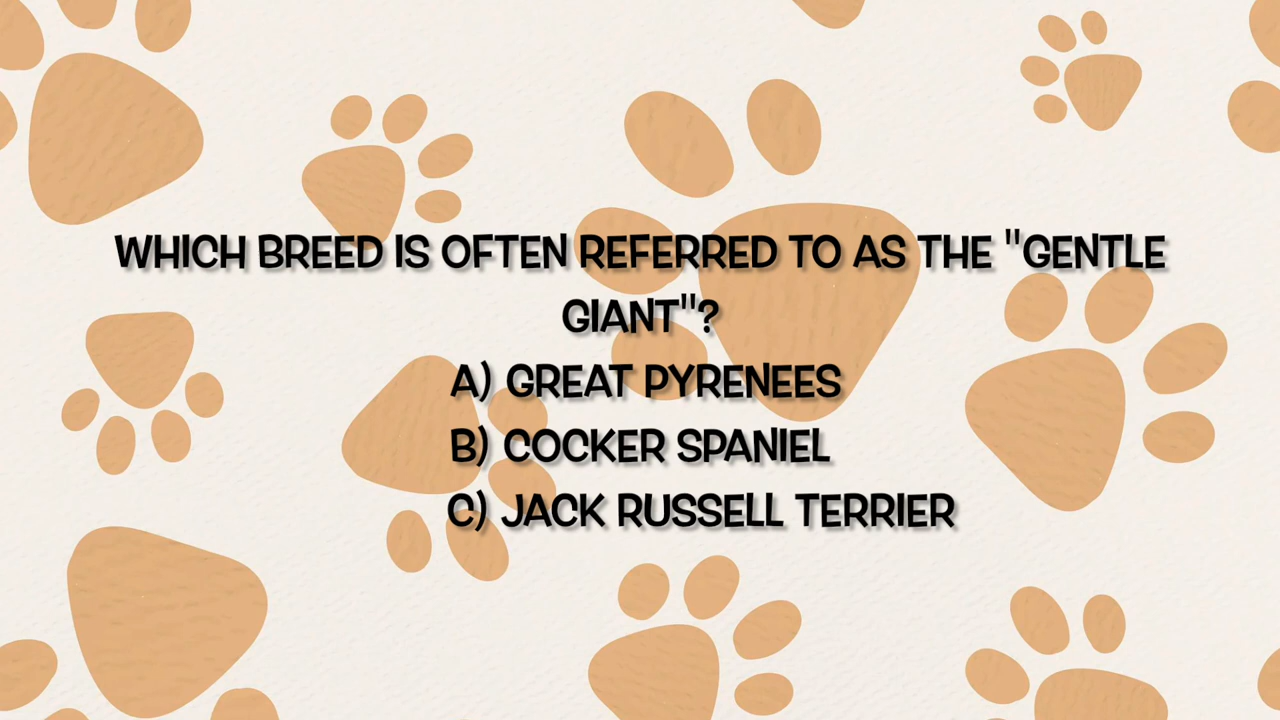 WHICH BREED IS OFTEN REFERRED TO AS THE "GENTLE
GIANT"?
A) GREAT PYRENEES
B) COCKER SPANIEL
C) JACK RUSSELL TERRIER